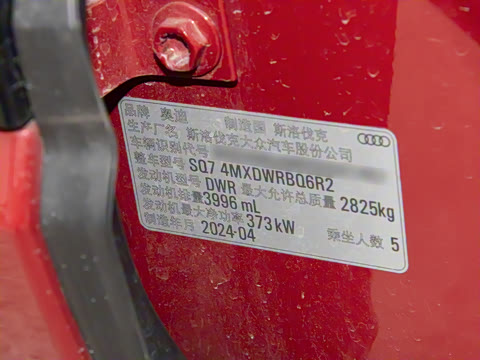 品牌 奥迪 制造国 斯洛伐克
生产厂名 斯洛伐克大众汽车股份公司
车辆识别代号
整车型号 SQ7 4MXDWRBQ6R2
发动机型号 DWR 最大允许总质量 2825kg
发动机排量 3996 mL
发动机最大净功率 373 kW 乘坐人数 5
制造年月 2024-04